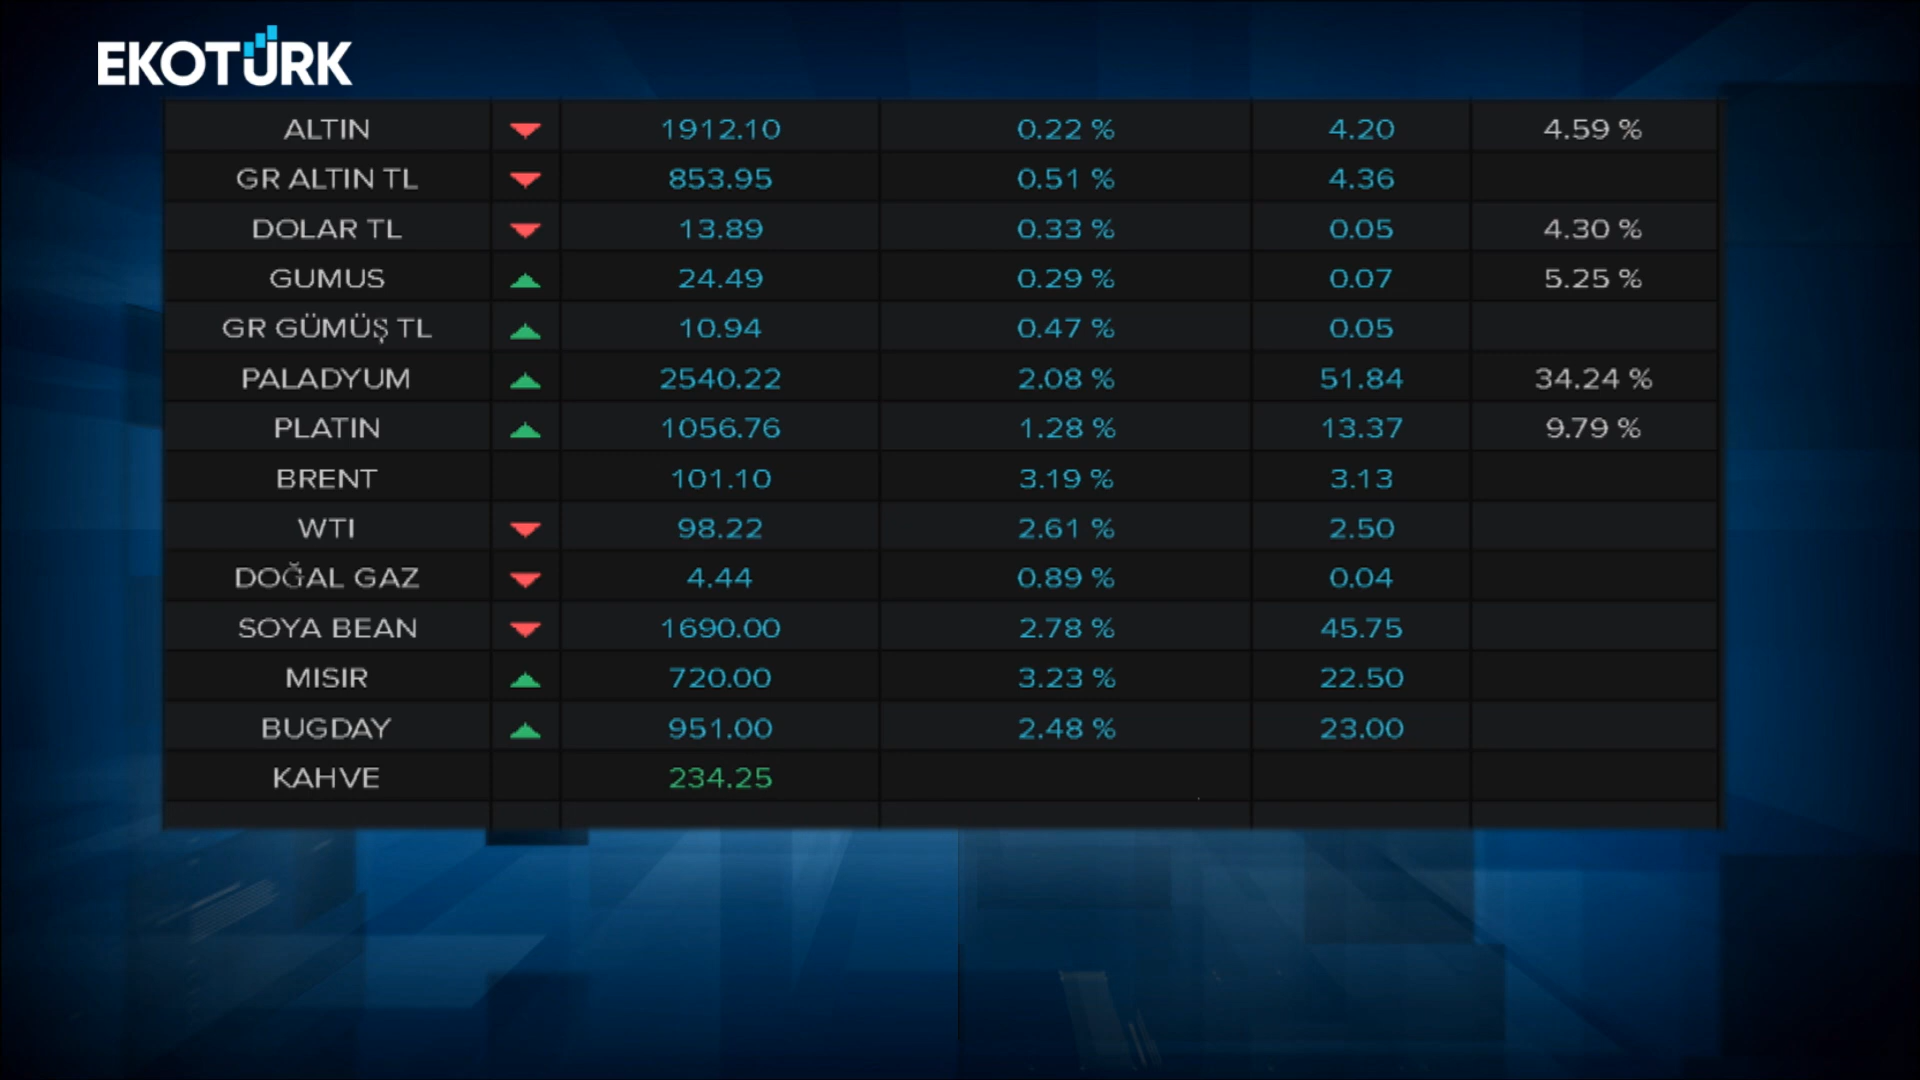 EKOTÜRK
ALTIN 1912.10 0.22 % 4.20 4.59 %
GR ALTIN TL 853.95 0.51 % 4.36
DOLAR TL 13.89 0.33 % 0.05 4.30 %
GUMUS 24.49 0.29 % 0.07 5.25 %
GR GÜMÜŞ TL 10.94 0.47 % 0.05
PALADYUM 2540.22 2.08 % 51.84 34.24 %
PLATIN 1056.76 1.28 % 13.37 9.79 %
BRENT 101.10 3.19 % 3.13
WTI 98.22 2.61 % 2.50
DOĞAL GAZ 4.44 0.89 % 0.04
SOYA BEAN 1690.00 2.78 % 45.75
MISIR 720.00 3.23 % 22.50
BUGDAY 951.00 2.48 % 23.00
KAHVE 234.25